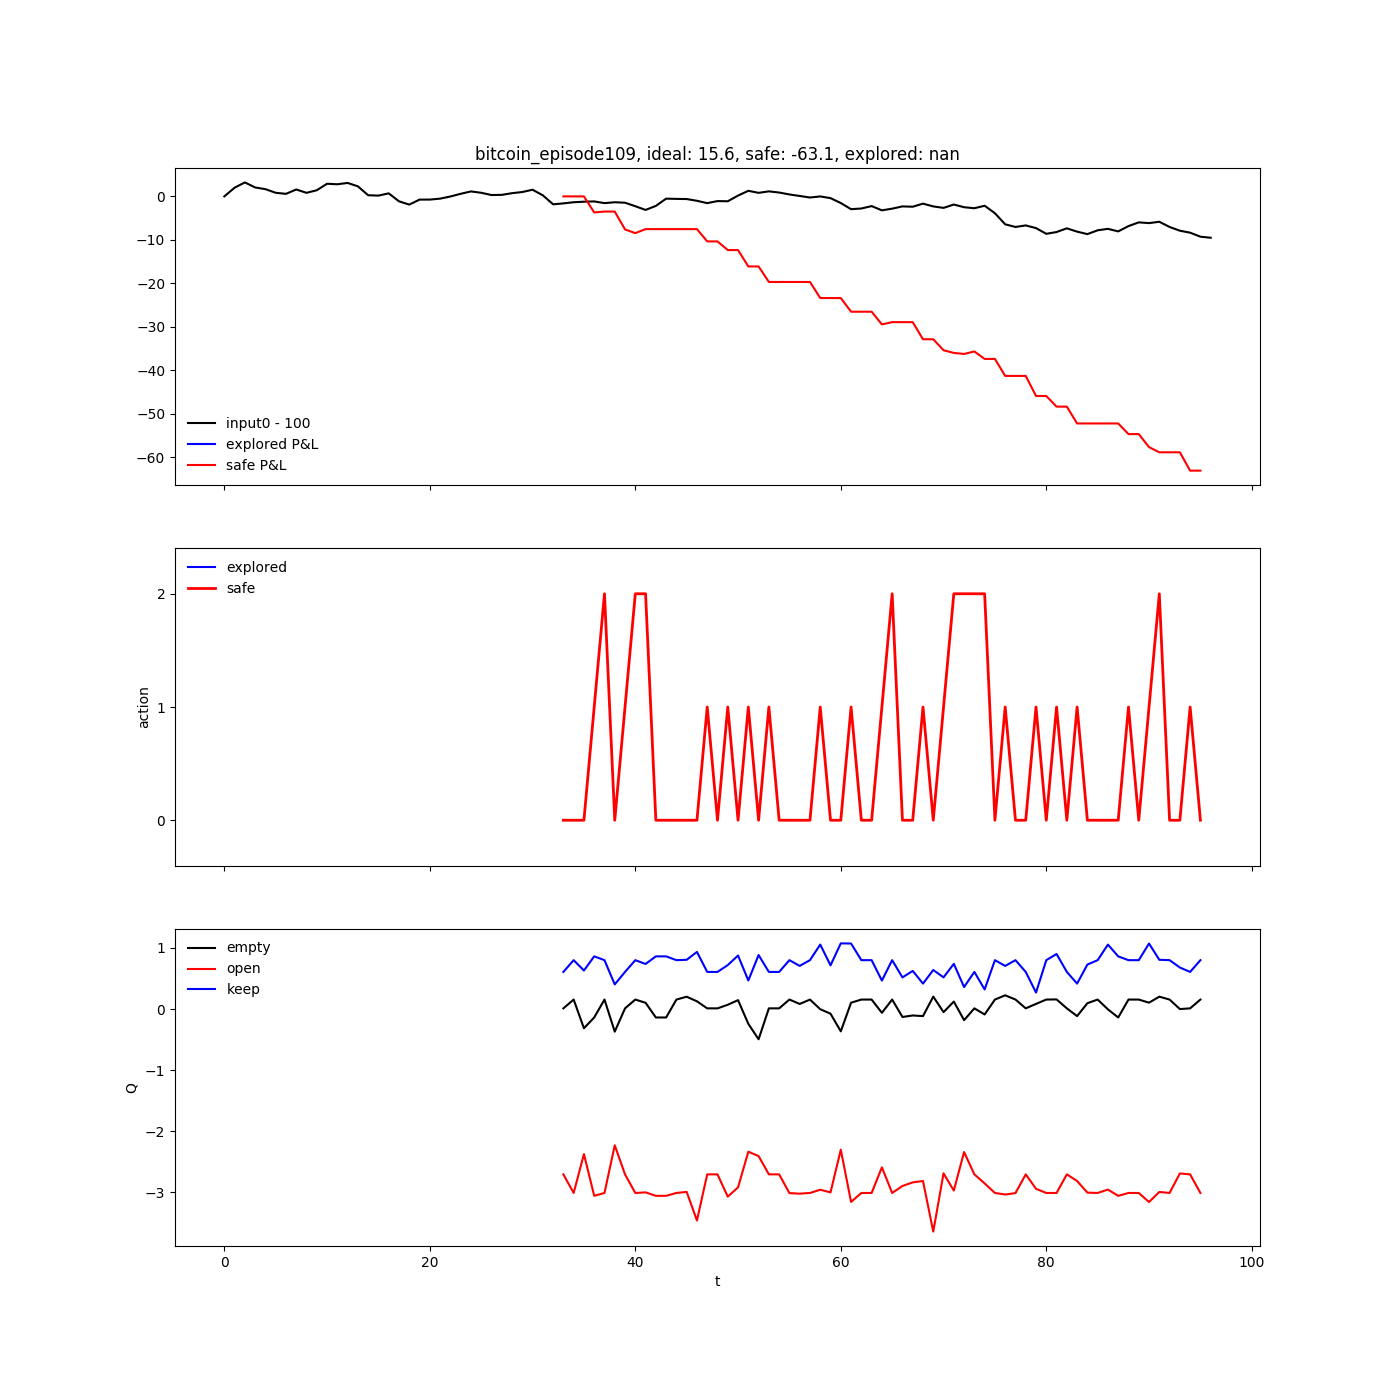 bitcoin_episode109, ideal: 15.6, safe: -63.1, explored: nan
0
−10
−20
−30
−40
−50
−60
input0 - 100
explored P&L
safe P&L
2
1
0
action
explored
safe
1
0
−1
−2
−3
Q
empty
open
keep
0
20
40
60
80
100
t